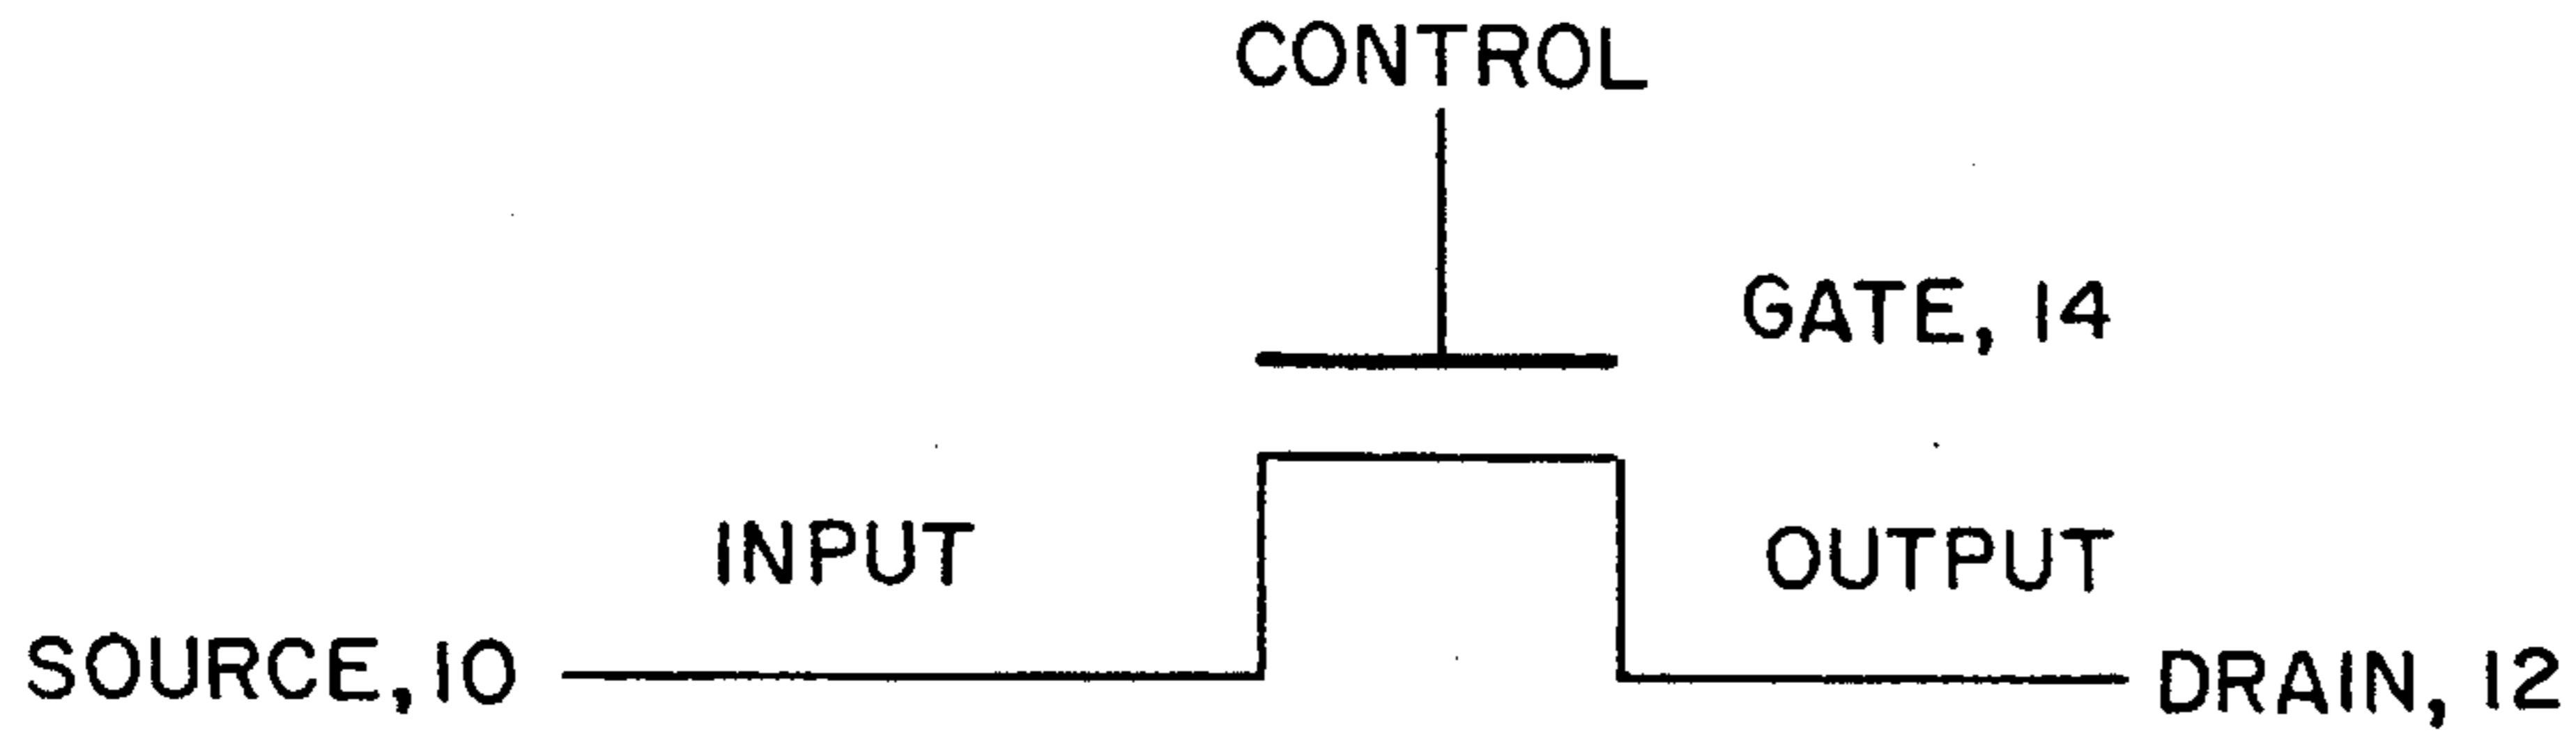 CONTROL
GATE, 14
INPUT
OUTPUT
SOURCE, 10
DRAIN, 12